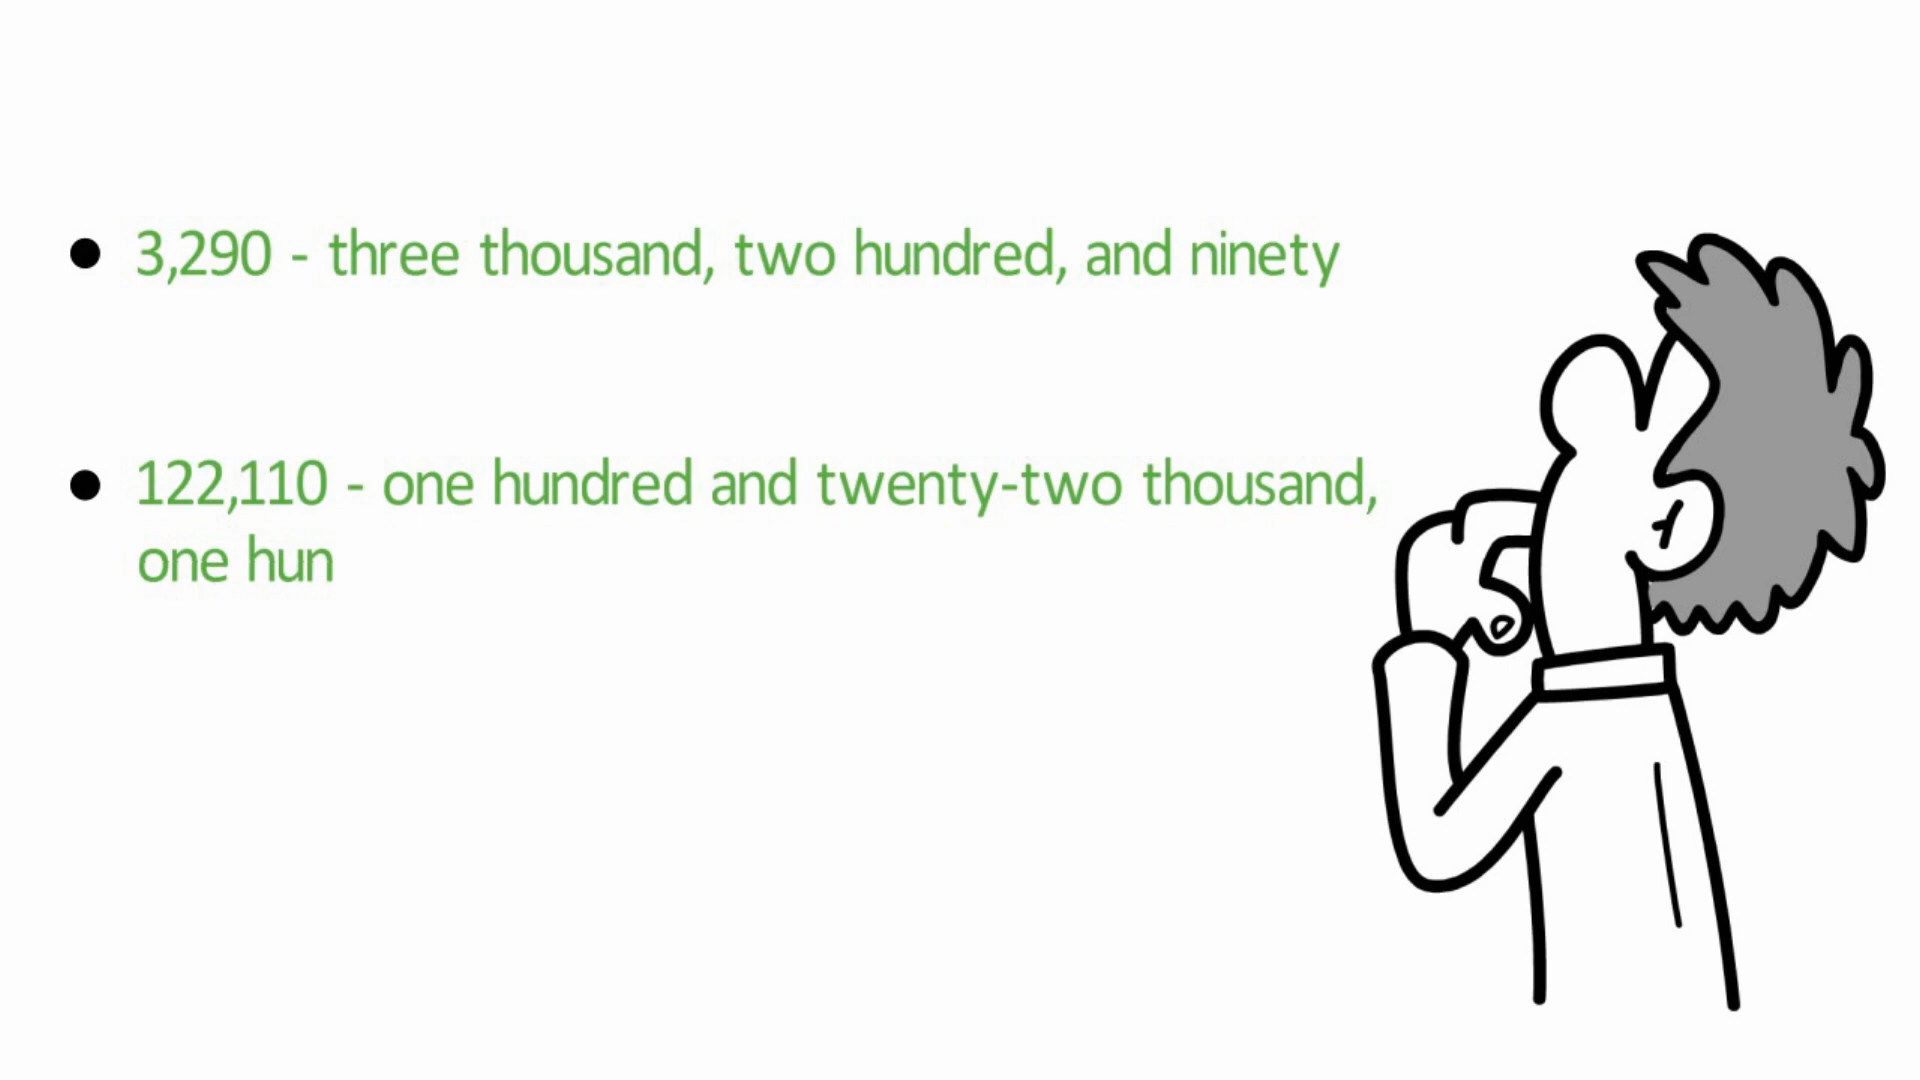 3,290 - three thousand, two hundred, and ninety
122,110 - one hundred and twenty-two thousand,
one hun